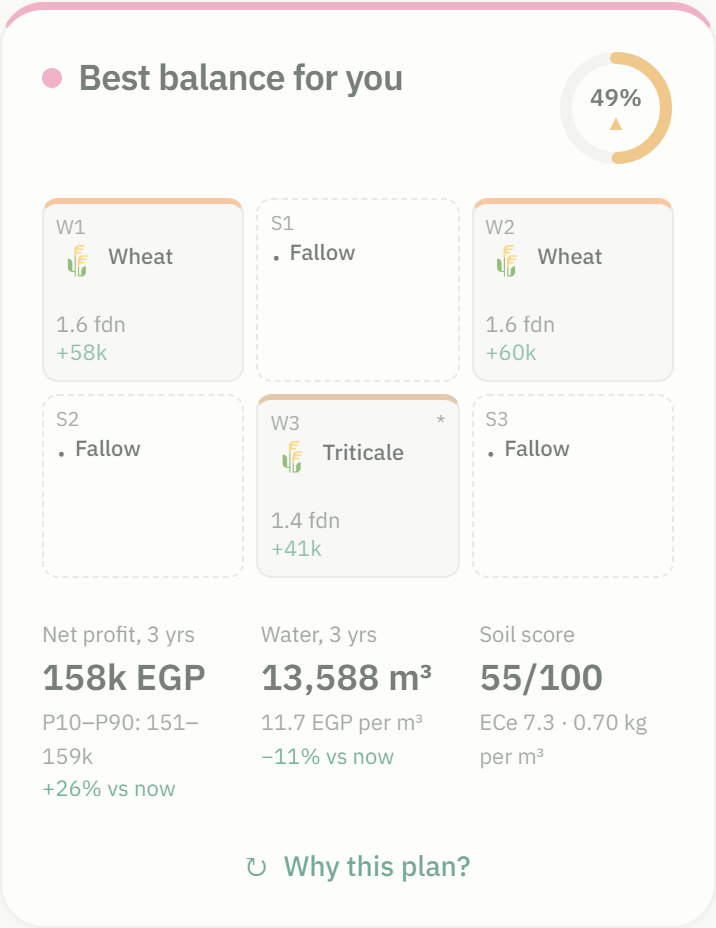 Best balance for you
49%
▲
W1
Wheat
1.6 fdn
+58k
S1
. Fallow
W2
Wheat
1.6 fdn
+60k
S2
. Fallow
W3 *
Triticale
1.4 fdn
+41k
S3
. Fallow
Net profit, 3 yrs
158k EGP
P10–P90: 151–
159k
+26% vs now
Water, 3 yrs
13,588 m³
11.7 EGP per m³
−11% vs now
Soil score
55/100
ECe 7.3 · 0.70 kg
per m³
↻ Why this plan?